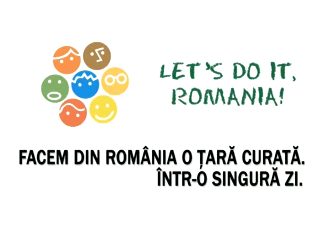 LET'S DO IT,
ROMANIA!
FACEM DIN ROMÂNIA O ȚARĂ CURATĂ.
ÎNTR-O SINGURĂ ZI.